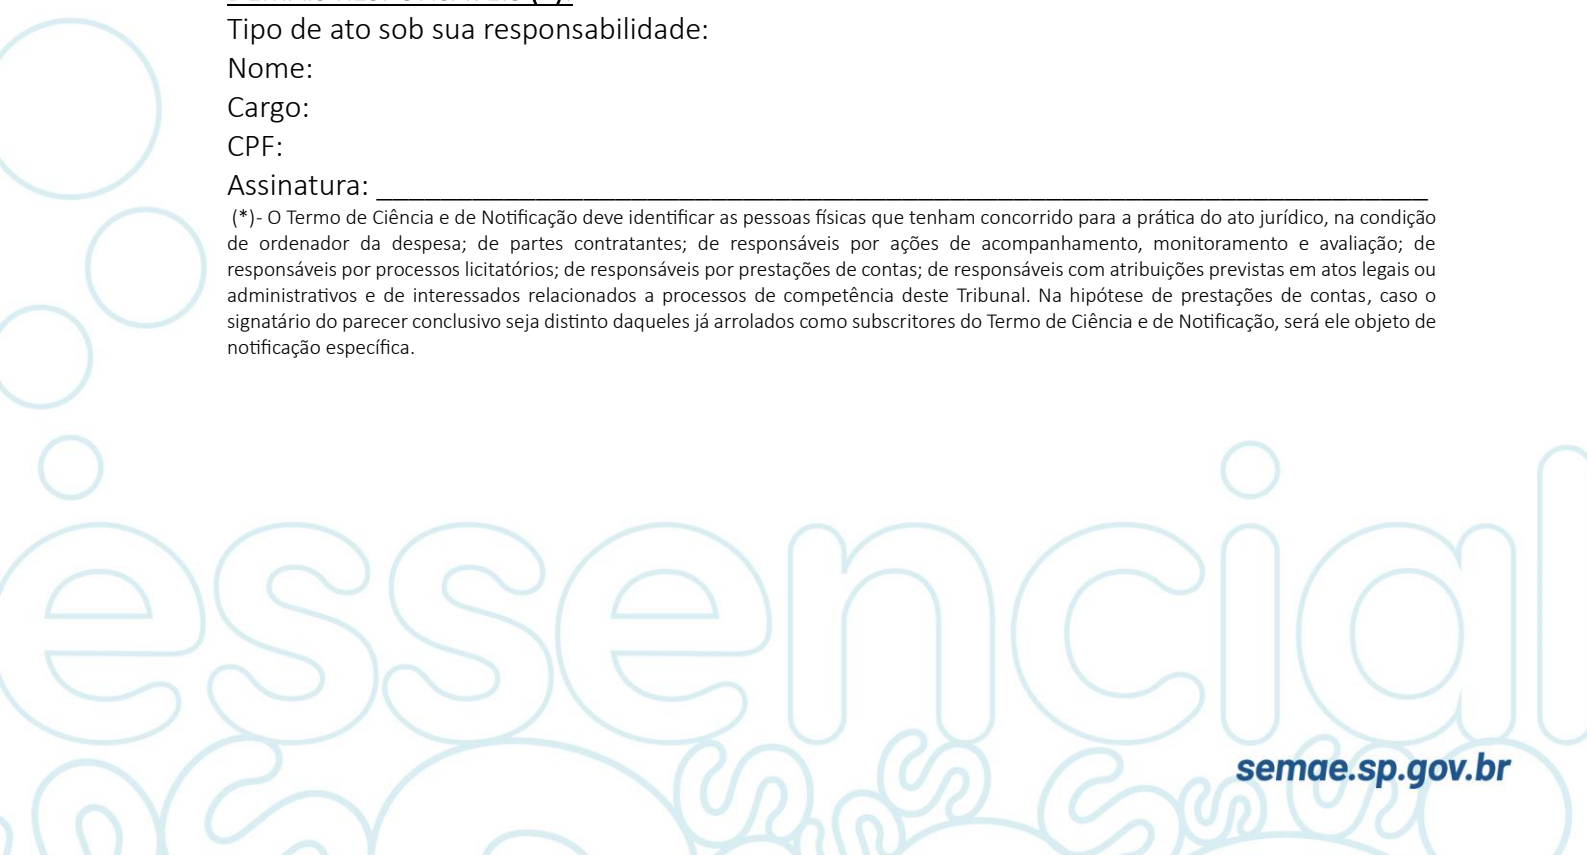 Tipo de ato sob sua responsabilidade:
Nome:
Cargo:
CPF:
Assinatura: ______________________________________________________________________
(*)- O Termo de Ciência e de Notificação deve identificar as pessoas físicas que tenham concorrido para a prática do ato jurídico, na condição
de ordenador da despesa; de partes contratantes; de responsáveis por ações de acompanhamento, monitoramento e avaliação; de
responsáveis por processos licitatórios; de responsáveis por prestações de contas; de responsáveis com atribuições previstas em atos legais ou
administrativos e de interessados relacionados a processos de competência deste Tribunal. Na hipótese de prestações de contas, caso o
signatário do parecer conclusivo seja distinto daqueles já arrolados como subscritores do Termo de Ciência e de Notificação, será ele objeto de
notificação específica.
essencial
semae.sp.gov.br